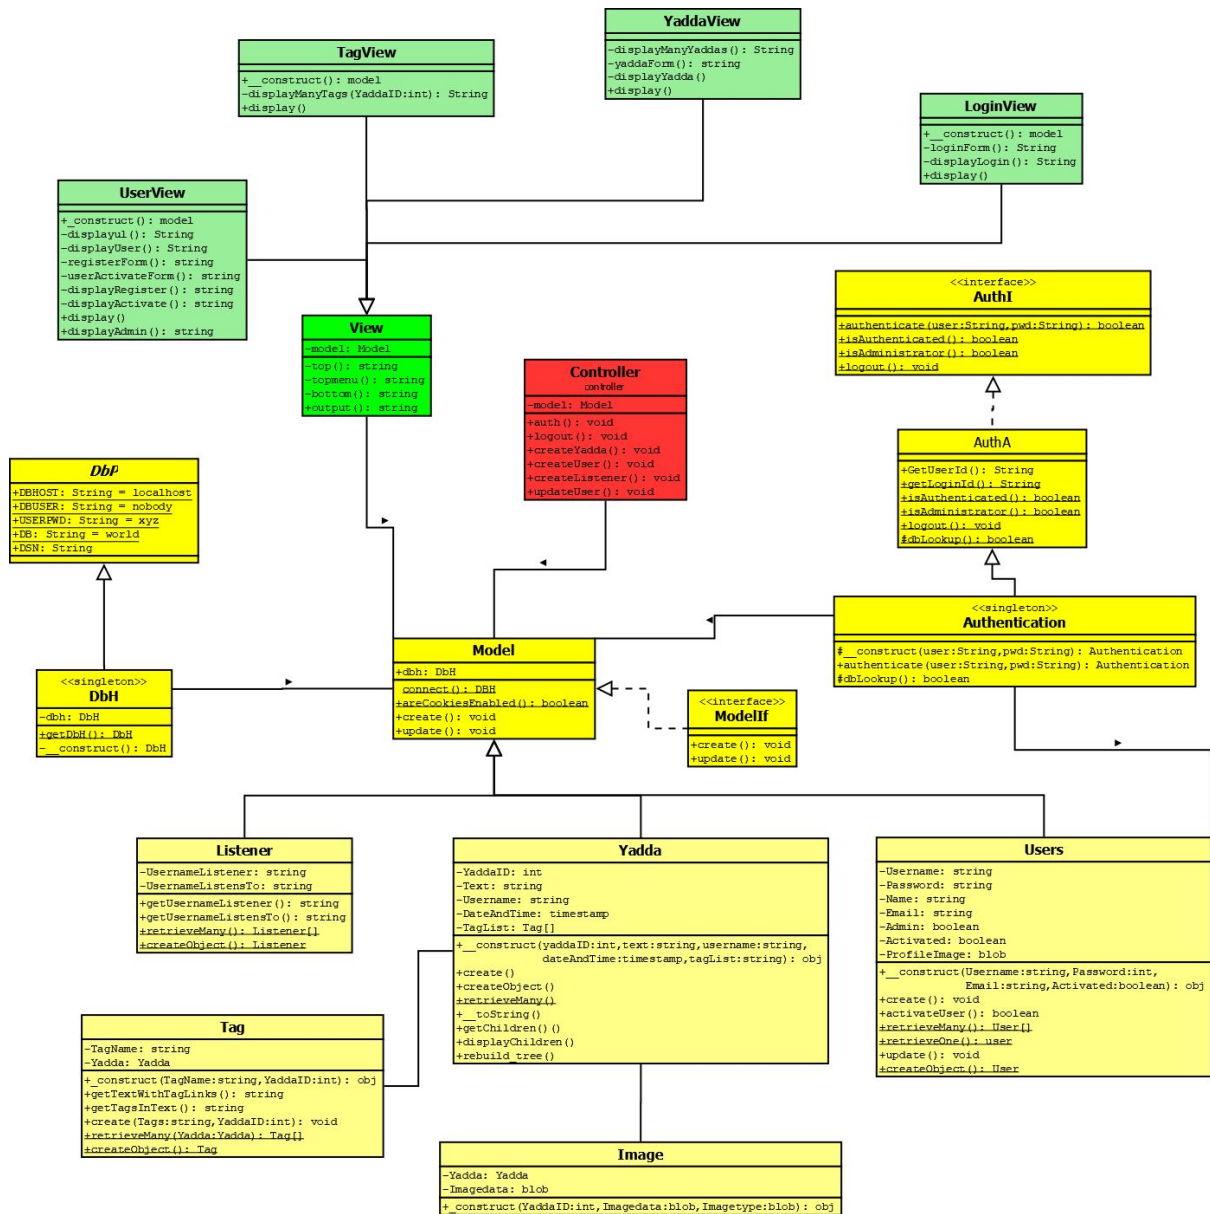 YaddaView
-displayManyYaddas(): String
-yaddaForm(): string
-displayYadda()
+display()
TagView
+__construct(): model
-displayManyTags(YaddaID:int): String
+display()
LoginView
+__construct(): model
-loginForm(): String
-displayLogin(): String
+display()
UserView
+_construct(): model
-displayul(): String
-displayUser(): String
-registerForm(): string
-userActivateForm(): string
-displayRegister(): string
-displayActivate(): string
+display()
+displayAdmin(): string
<<interface>>
AuthI
+authenticate(user:String,pwd:String): boolean
+isAuthenticated(): boolean
+isAdministrator(): boolean
+logout(): void
View
-model: Model
-top(): string
-topmenu(): string
-bottom(): string
+output(): string
Controller
controller
-model: Model
+auth(): void
+logout(): void
+createYadda(): void
+createUser(): void
+createListener(): void
+updateUser(): void
AuthA
+GetUserId(): String
+getLoginId(): String
+isAuthenticated(): boolean
+isAdministrator(): boolean
+logout(): void
#dbLookup(): boolean
DbP
+DBHOST: String = localhost
+DBUSER: String = nobody
+USERPWD: String = xyz
+DB: String = world
+DSN: String
<<singleton>>
Authentication
#__construct(user:String,pwd:String): Authentication
+authenticate(user:String,pwd:String): Authentication
#dbLookup(): boolean
Model
+dbh: DbH
connect(): DBH
+areCookiesEnabled(): boolean
+create(): void
+update(): void
<<singleton>>
DbH
-dbh: DbH
+getDbH(): DbH
-__construct(): DbH
<<interface>>
ModelIf
+create(): void
+update(): void
Listener
-UsernameListener: string
-UsernameListensTo: string
+getUsernameListener(): string
+getUsernameListensTo(): string
+retrieveMany(): Listener[]
+createObject(): Listener
Yadda
-YaddaID: int
-Text: string
-Username: string
-DateAndTime: timestamp
-TagList: Tag[]
+__construct(yaddaID:int,text:string,username:string,
dateAndTime:timestamp,tagList:string): obj
+create()
+createObject()
+retrieveMany()
+__toString()
+getChildren()()
+displayChildren()
+rebuild_tree()
Users
-Username: string
-Password: string
-Name: string
-Email: string
-Admin: boolean
-Activated: boolean
-ProfileImage: blob
+__construct(Username:string,Password:int,
Email:string,Activated:boolean): obj
+create(): void
+activateUser(): boolean
+retrieveMany(): User[]
+retrieveOne(): user
+update(): void
+createObject(): User
Tag
-TagName: string
-Yadda: Yadda
+_construct(TagName:string,YaddaID:int): obj
+getTextWithTagLinks(): string
+getTagsInText(): string
+create(Tags:string,YaddaID:int): void
+retrieveMany(Yadda:Yadda): Tag[]
+createObject(): Tag
Image
-Yadda: Yadda
-Imagedata: blob
+_construct(YaddaID:int,Imagedata:blob,Imagetype:blob): obj